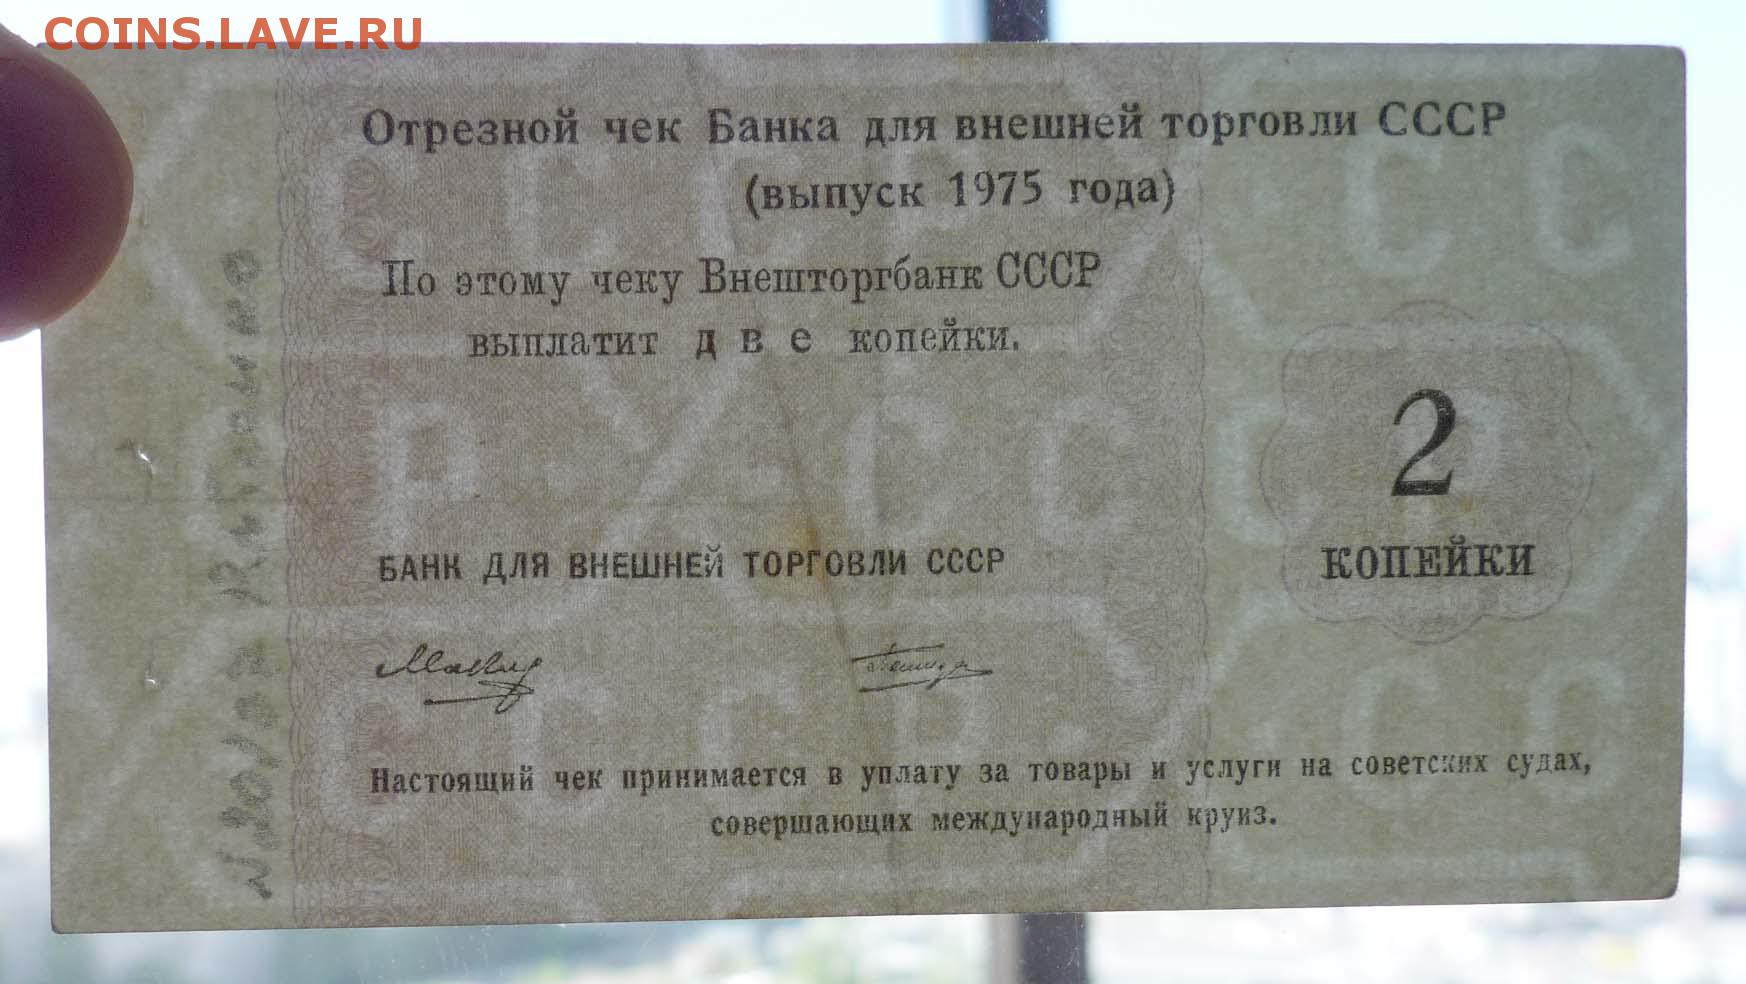 COINS.LAVE.RU
Отрезной чек Банка для внешней торговли СССР
(выпуск 1975 года)
По этому чеку Внешторгбанк СССР
выплатит две копейки.
2
КОПЕЙКИ
БАНК ДЛЯ ВНЕШНЕЙ ТОРГОВЛИ СССР
Настоящий чек принимается в уплату за товары и услуги на советских судах,
совершающих международный круиз.